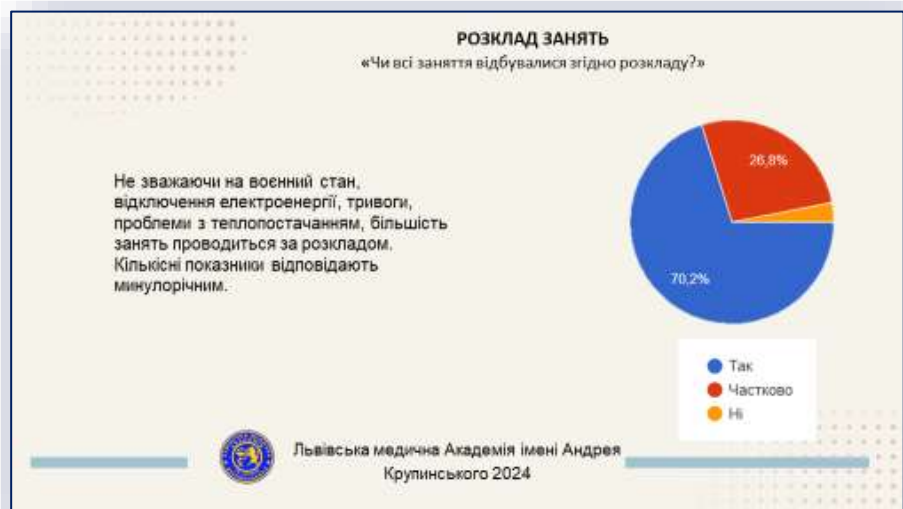 РОЗКЛАД ЗАНЯТЬ
«Чи всі заняття відбувалися згідно розкладу?»
Не зважаючи на воєнний стан,
відключення електроенергії, тривоги,
проблеми з теплопостачанням, більшість
занять проводиться за розкладом.
Кількісні показники відповідають
минулорічним.
26,8%
70,2%
Так
Частково
Ні
Львівська медична Академія імені Андрея
Крупинського 2024